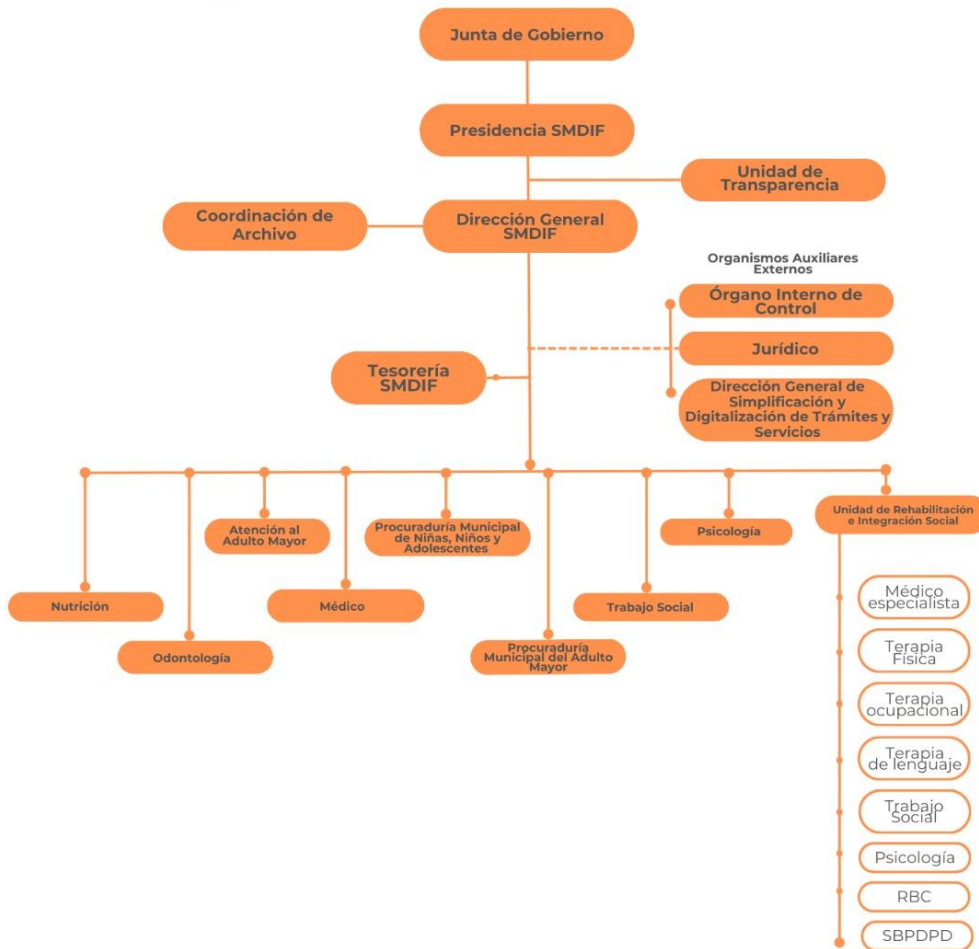 Junta de Gobierno
Presidencia SMDIF
Unidad de
Transparencia
Coordinación de
Archivo
Dirección General
SMDIF
Organismos Auxiliares
Externos
Órgano Interno de
Control
Jurídico
Tesorería
SMDIF
Dirección General de
Simplificación y
Digitalización de Trámites y
Servicios
Atención al
Adulto Mayor
Procuraduría Municipal
de Niñas, Niños y
Adolescentes
Psicología
Unidad de Rehabilitación
e Integración Social
Nutrición
Médico
Trabajo Social
Odontología
Procuraduría
Municipal del Adulto
Mayor
Médico
especialista
Terapia
Física
Terapia
ocupacional
Terapia
de lenguaje
Trabajo
Social
Psicología
RBC
SBPDPD